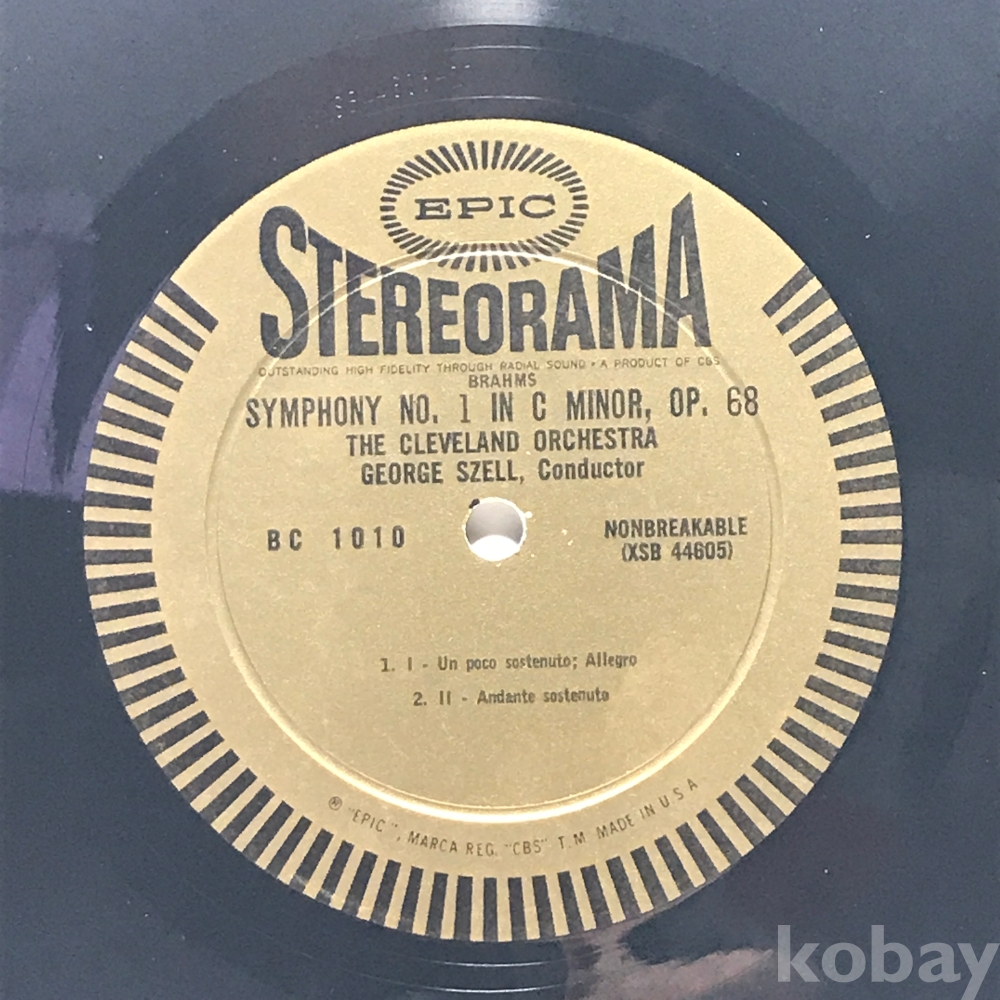 EPIC
STEREORAMA
OUTSTANDING HIGH FIDELITY THROUGH RADIAL SOUND • A PRODUCT OF CBS
BRAHMS
SYMPHONY NO. 1 IN C MINOR, OP. 68
THE CLEVELAND ORCHESTRA
GEORGE SZELL, Conductor
BC 1010
NONBREAKABLE
(XSB 44605)
1. I - Un poco sostenuto; Allegro
2. II - Andante sostenuto
® "EPIC", MARCA REG. "CBS" T.M. MADE IN U.S.A
kobay